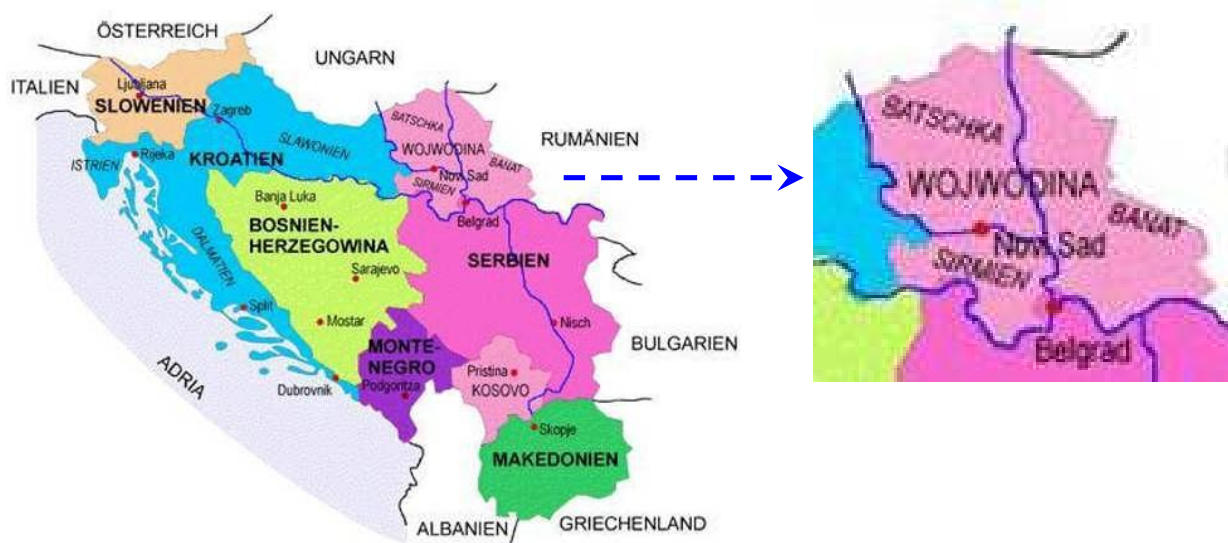 ÖSTERREICH
UNGARN
ITALIEN
Ljubljana
SLOWENIEN
Zagreb
BATSCHKA
RUMÄNIEN
SLAWONIEN
WOJWODINA
ISTRIEN
Rijeka
KROATIEN
BANAT
Novi Sad
SIRMIEN
Banja Luka
Belgrad
BOSNIEN-
HERZEGOWINA
DALMATIEN
SERBIEN
Sarajevo
Split
Mostar
Nisch
BULGARIEN
MONTE-
NEGRO
ADRIA
Pristina
Dubrovnik
Podgoritza
KOSOVO
Skopje
MAKEDONIEN
ALBANIEN
GRIECHENLAND
BATSCHKA
WOJWODINA
BANAT
Novi Sad
SIRMIEN
Belgrad